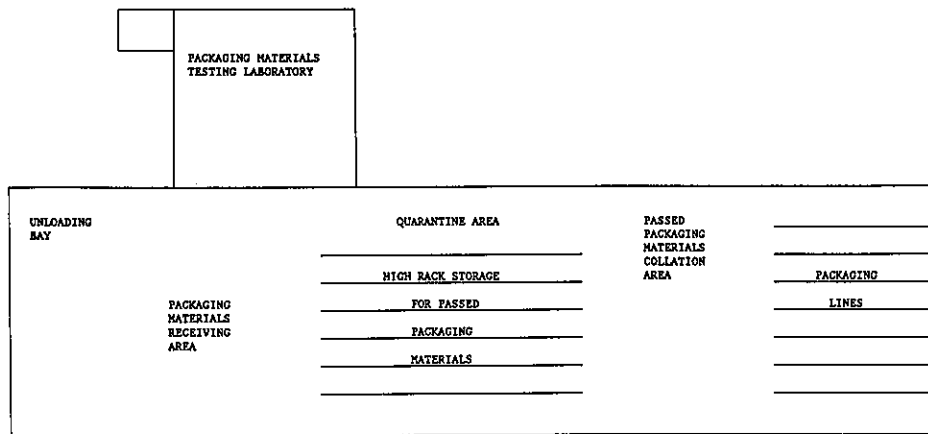 PACKAGING MATERIALS
TESTING LABORATORY
UNLOADING
BAY
PACKAGING
MATERIALS
RECEIVING
AREA
QUARANTINE AREA
HIGH RACK STORAGE
FOR PASSED
PACKAGING
MATERIALS
PASSED
PACKAGING
MATERIALS
COLLATION
AREA
PACKAGING
LINES